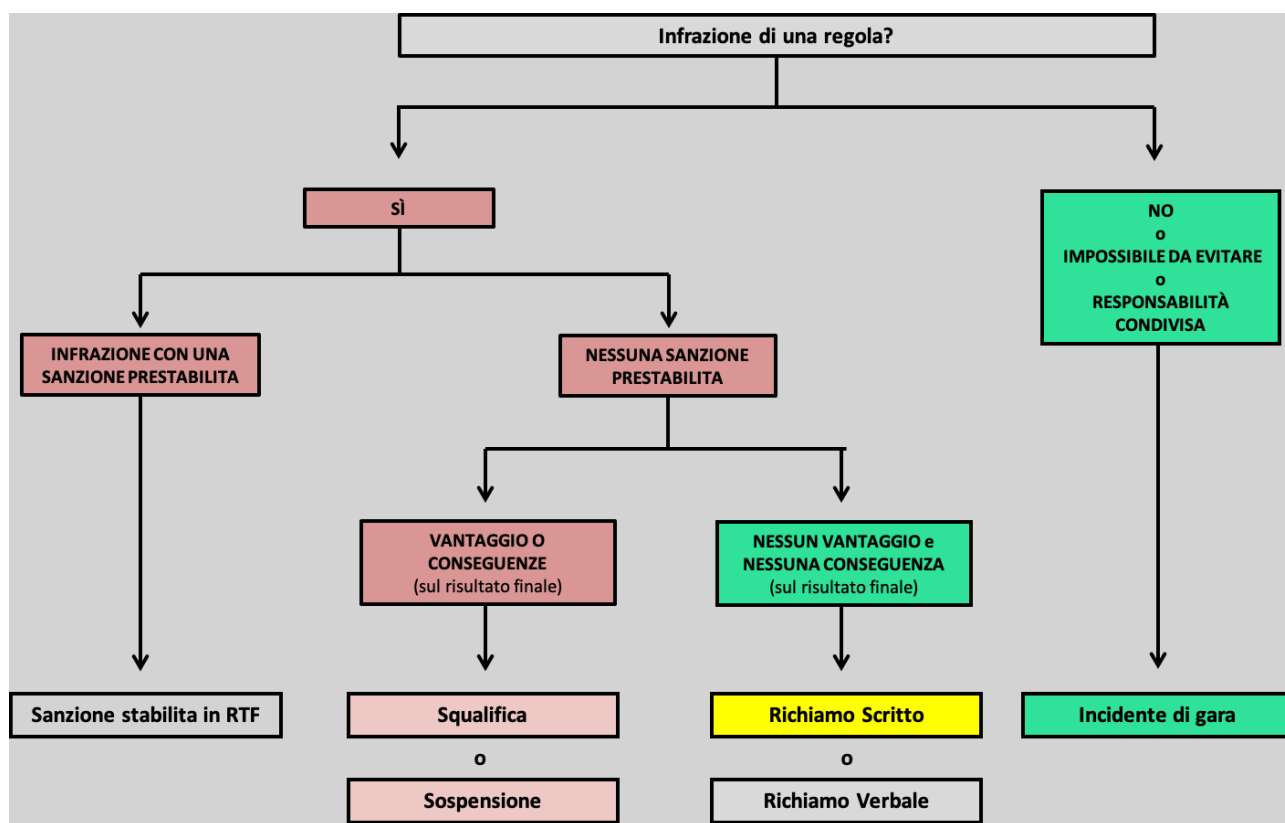 Infrazione di una regola?
SÌ
NO
o
IMPOSSIBILE DA EVITARE
o
RESPONSABILITÀ
CONDIVISA
INFRAZIONE CON UNA
SANZIONE PRESTABILITA
NESSUNA SANZIONE
PRESTABILITA
VANTAGGIO O
CONSEGUENZE
(sul risultato finale)
NESSUN VANTAGGIO e
NESSUNA CONSEGUENZA
(sul risultato finale)
Sanzione stabilita in RTF
Squalifica
o
Sospensione
Richiamo Scritto
o
Richiamo Verbale
Incidente di gara